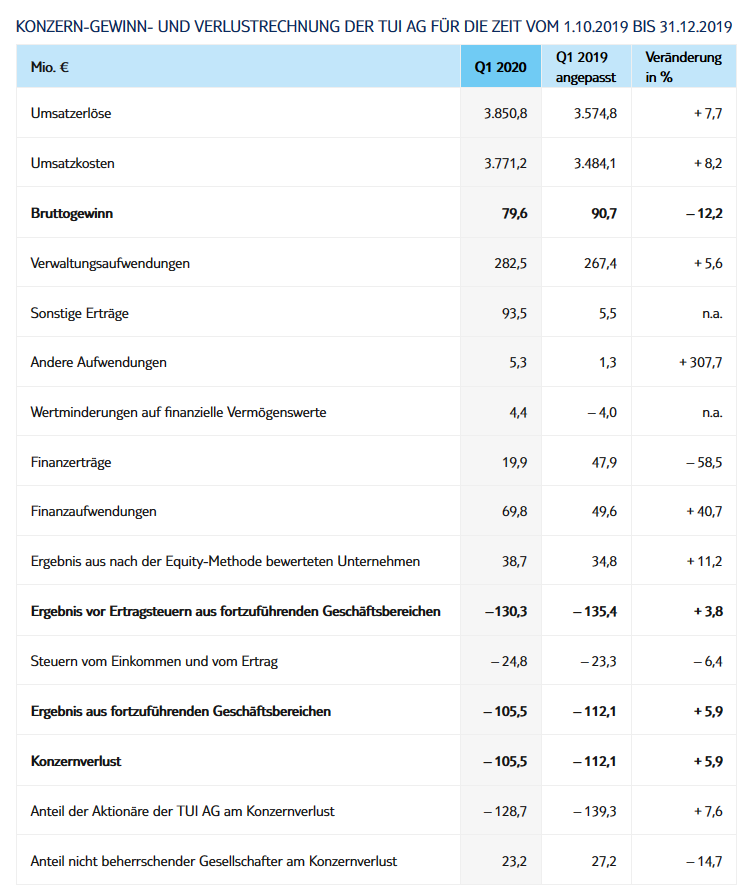 KONZERN-GEWINN- UND VERLUSTRECHNUNG DER TUI AG FÜR DIE ZEIT VOM 1.10.2019 BIS 31.12.2019
Mio. € Q1 2020 Q1 2019 angepasst Veränderung in %
Umsatzerlöse 3.850,8 3.574,8 + 7,7
Umsatzkosten 3.771,2 3.484,1 + 8,2
Bruttogewinn 79,6 90,7 – 12,2
Verwaltungsaufwendungen 282,5 267,4 + 5,6
Sonstige Erträge 93,5 5,5 n.a.
Andere Aufwendungen 5,3 1,3 + 307,7
Wertminderungen auf finanzielle Vermögenswerte 4,4 – 4,0 n.a.
Finanzerträge 19,9 47,9 – 58,5
Finanzaufwendungen 69,8 49,6 + 40,7
Ergebnis aus nach der Equity-Methode bewerteten Unternehmen 38,7 34,8 + 11,2
Ergebnis vor Ertragsteuern aus fortzuführenden Geschäftsbereichen –130,3 – 135,4 + 3,8
Steuern vom Einkommen und vom Ertrag – 24,8 – 23,3 – 6,4
Ergebnis aus fortzuführenden Geschäftsbereichen – 105,5 – 112,1 + 5,9
Konzernverlust – 105,5 – 112,1 + 5,9
Anteil der Aktionäre der TUI AG am Konzernverlust – 128,7 – 139,3 + 7,6
Anteil nicht beherrschender Gesellschafter am Konzernverlust 23,2 27,2 – 14,7